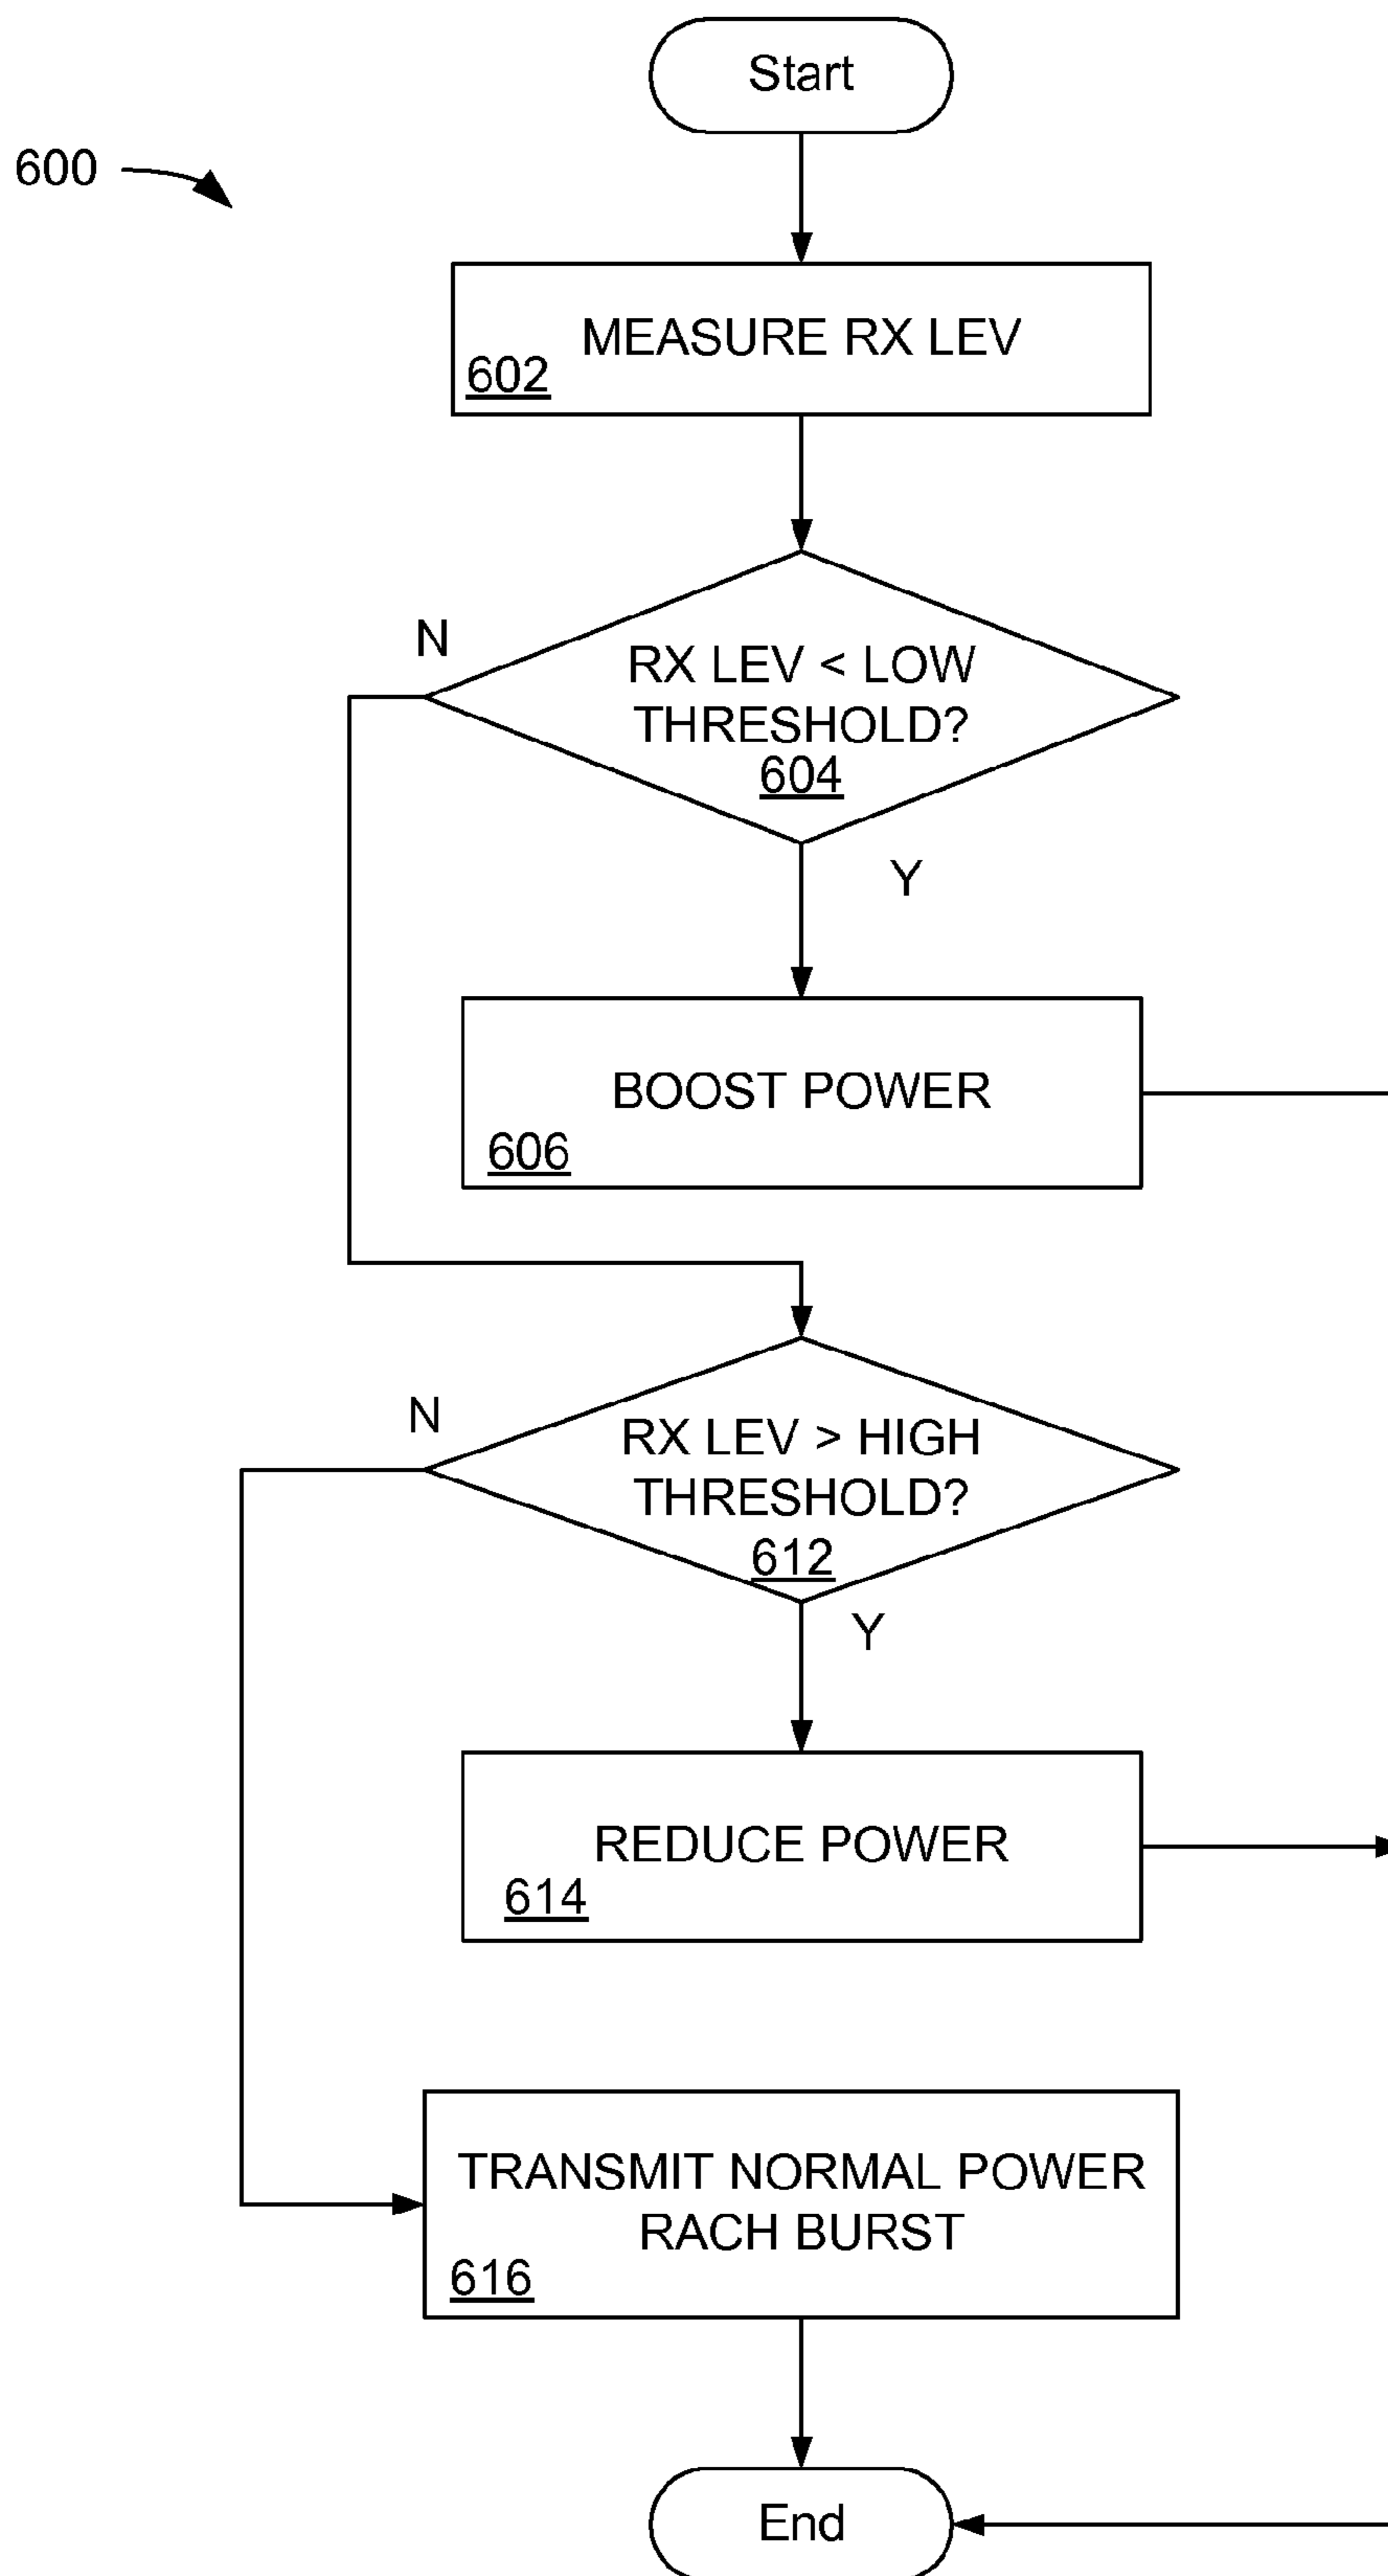 Start
600
MEASURE RX LEV
602
N
RX LEV < LOW
THRESHOLD?
604
Y
BOOST POWER
606
N
RX LEV > HIGH
THRESHOLD?
612
Y
REDUCE POWER
614
TRANSMIT NORMAL POWER
RACH BURST
616
End